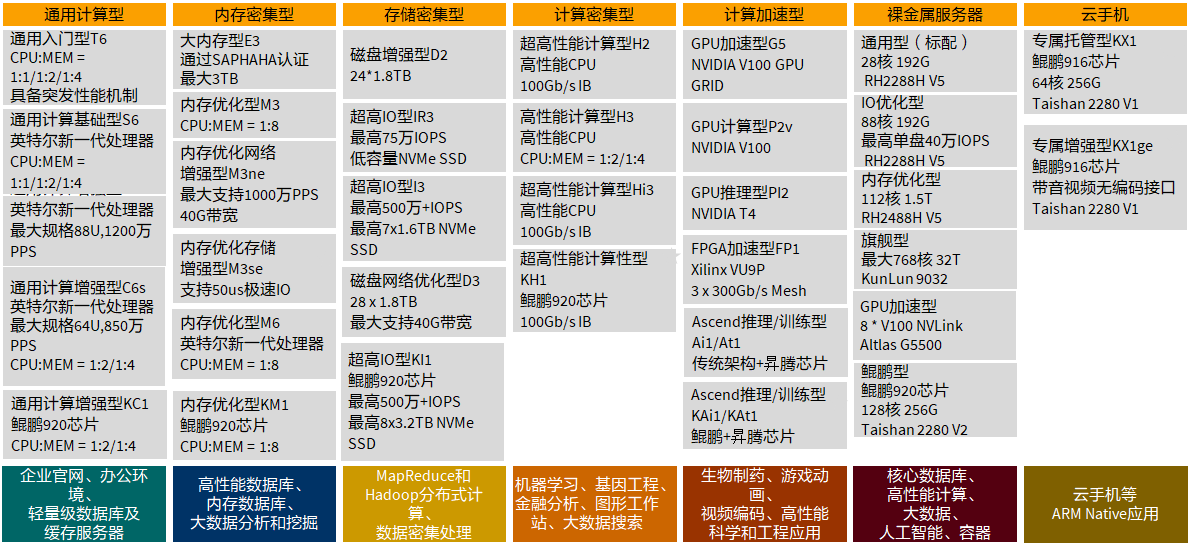 通用计算型
通用入门型T6
CPU:MEM =
1:1/1:2/1:4
具备突发性能机制
通用计算基础型S6
英特尔新一代处理器
CPU:MEM =
1:1/1:2/1:4
英特尔新一代处理器
最大规格88U,1200万
PPS
通用计算增强型C6s
英特尔新一代处理器
最大规格64U,850万
PPS
CPU:MEM = 1:2/1:4
通用计算增强型KC1
鲲鹏920芯片
CPU:MEM = 1:2/1:4
企业官网、办公环
境、
轻量级数据库及
缓存服务器
内存密集型
大内存型E3
通过SAPHAHA认证
最大3TB
内存优化型M3
CPU:MEM = 1:8
内存优化网络
增强型M3ne
最大支持1000万PPS
40G带宽
内存优化存储
增强型M3se
支持50us极速IO
内存优化型M6
英特尔新一代处理器
CPU:MEM = 1:8
内存优化型KM1
鲲鹏920芯片
CPU:MEM = 1:8
高性能数据库、
内存数据库、
大数据分析和挖掘
存储密集型
磁盘增强型D2
24*1.8TB
超高IO型IR3
最高75万IOPS
低容量NVMe SSD
超高IO型I3
最高500万+IOPS
最高7x1.6TB NVMe
SSD
磁盘网络优化型D3
28 x 1.8TB
最大支持40G带宽
超高IO型KI1
鲲鹏920芯片
最高500万+IOPS
最高8x3.2TB NVMe
SSD
MapReduce和
Hadoop分布式计
算、
数据密集处理
计算密集型
超高性能计算型H2
高性能CPU
100Gb/s IB
高性能计算型H3
高性能CPU
CPU:MEM = 1:2/1:4
超高性能计算型Hi3
高性能CPU
100Gb/s IB
超高性能计算性型
KH1
鲲鹏920芯片
100Gb/s IB
机器学习、基因工程、
金融分析、图形工作
站、大数据搜索
计算加速型
GPU加速型G5
NVIDIA V100 GPU
GRID
GPU计算型P2v
NVIDIA V100
GPU推理型PI2
NVIDIA T4
FPGA加速型FP1
Xilinx VU9P
3 x 300Gb/s Mesh
Ascend推理/训练型
Ai1/At1
传统架构+昇腾芯片
Ascend推理/训练型
KAi1/KAt1
鲲鹏+昇腾芯片
生物制药、游戏动
画、
视频编码、高性能
科学和工程应用
裸金属服务器
通用型（标配）
28核 192G
RH2288H V5
IO优化型
88核 192G
最高单盘40万IOPS
RH2288H V5
内存优化型
112核 1.5T
RH2488H V5
旗舰型
最大768核 32T
KunLun 9032
GPU加速型
8 * V100 NVLink
Altlas G5500
鲲鹏型
鲲鹏920芯片
128核 256G
Taishan 2280 V2
核心数据库、
高性能计算、
大数据、
人工智能、容器
云手机
专属托管型KX1
鲲鹏916芯片
64核 256G
Taishan 2280 V1
专属增强型KX1ge
鲲鹏916芯片
带音视频无编码接口
Taishan 2280 V1
云手机等
ARM Native应用